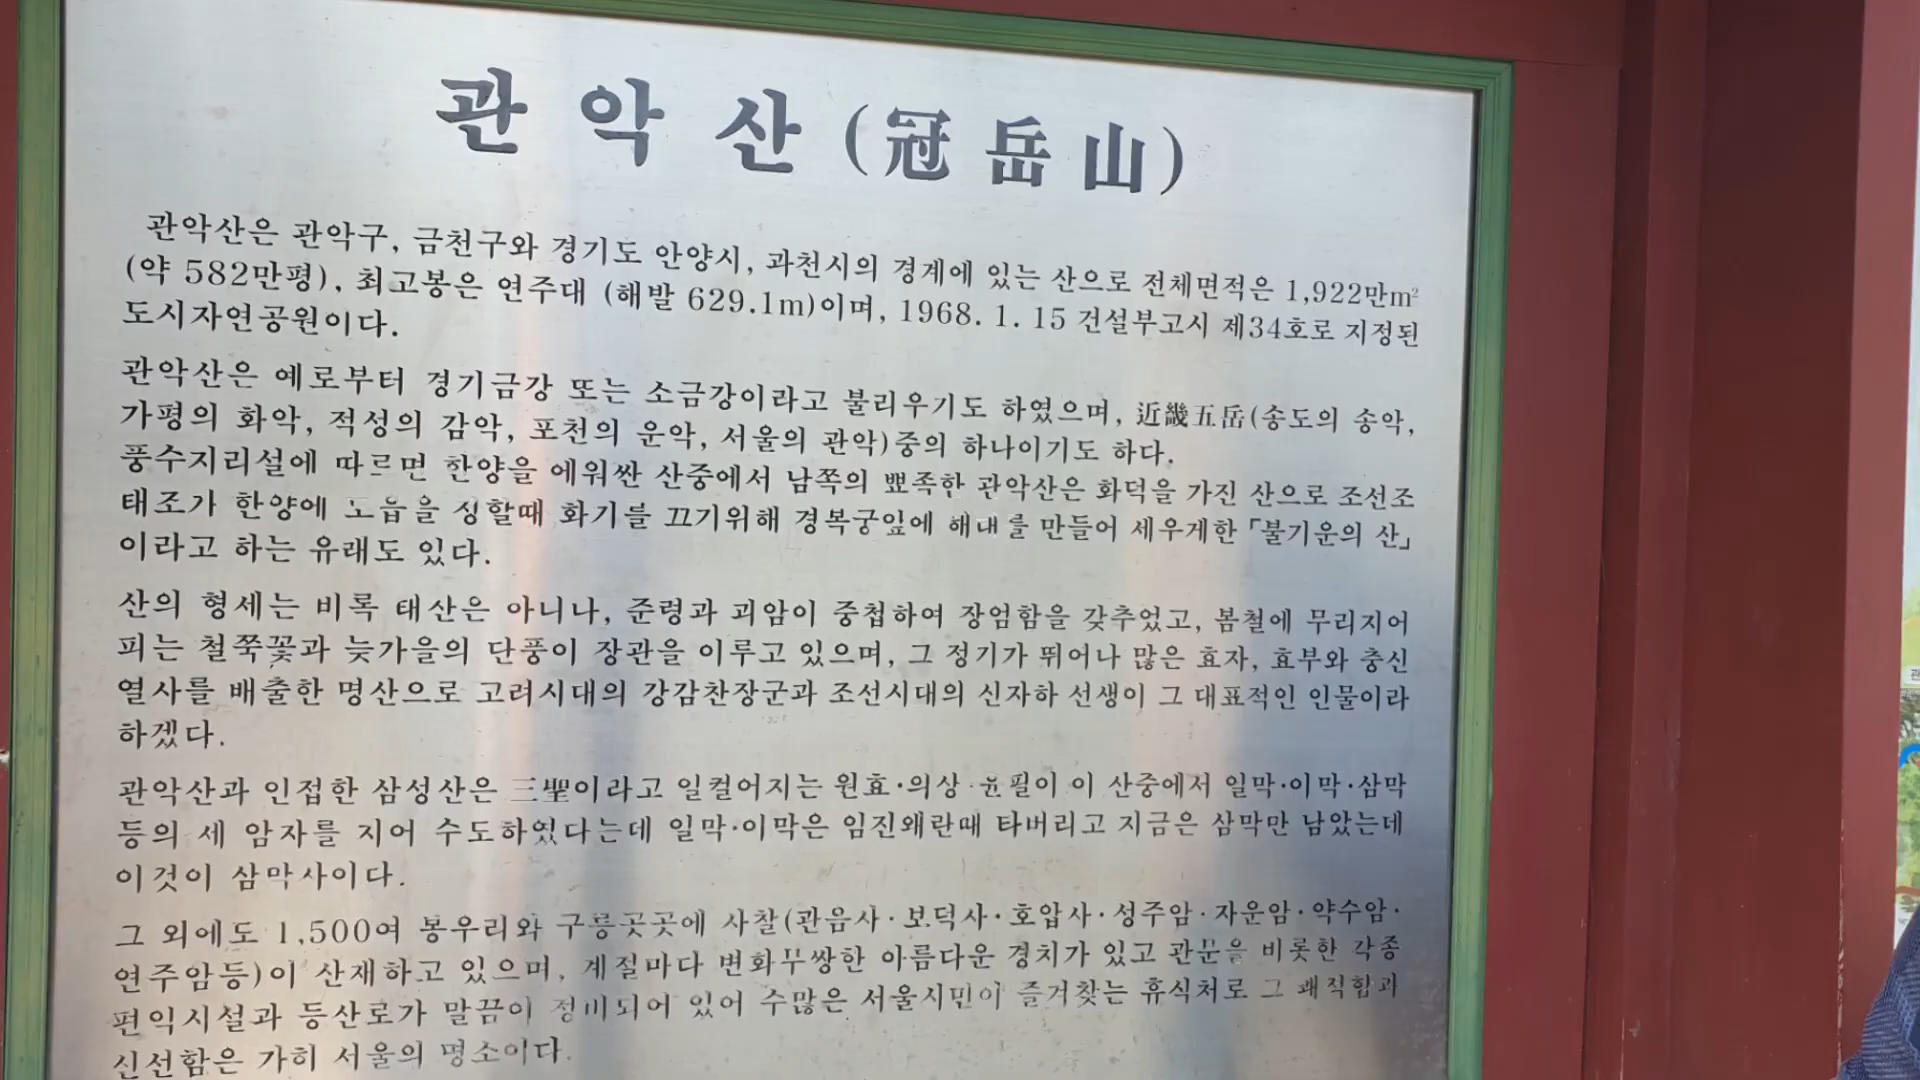 관악산 (冠岳山)
관악산은 관악구, 금천구와 경기도 안양시, 과천시의 경계에 있는 산으로 전체면적은 1,922만m²
(약 582만평), 최고봉은 연주대 (해발 629.1m)이며, 1968. 1. 15 건설부고시 제34호로 지정된
도시자연공원이다.
관악산은 예로부터 경기금강 또는 소금강이라고 불리우기도 하였으며, 近畿五岳(송도의 송악,
가평의 화악, 적성의 감악, 포천의 운악, 서울의 관악)중의 하나이기도 하다.
풍수지리설에 따르면 한양을 에워싼 산중에서 남쪽의 뾰족한 관악산은 화덕을 가진 산으로 조선조
태조가 한양에 도읍을 정할때 화기를 끄기위해 경복궁앞에 해태를 만들어 세우게한 「불기운의 산」
이라고 하는 유래도 있다.
산의 형세는 비록 태산은 아니나, 준령과 괴암이 중첩하여 장엄함을 갖추었고, 봄철에 무리지어
피는 철쭉꽃과 늦가을의 단풍이 장관을 이루고 있으며, 그 정기가 뛰어나 많은 효자, 효부와 충신
열사를 배출한 명산으로 고려시대의 강감찬장군과 조선시대의 신자하 선생이 그 대표적인 인물이라
하겠다.
관악산과 인접한 삼성산은 三聖이라고 일컬어지는 원효·의상·윤필이 이 산중에서 일막·이막·삼막
등의 세 암자를 지어 수도하였다는데 일막·이막은 임진왜란때 타버리고 지금은 삼막만 남았는데
이것이 삼막사이다.
그 외에도 1,500여 봉우리와 구릉곳곳에 사찰(관음사·보덕사·호압사·성주암·자운암·약수암·
연주암등)이 산재하고 있으며, 계절마다 변화무쌍한 아름다운 경치가 있고 관문을 비롯한 각종
편익시설과 등산로가 말끔이 정비되어 있어 수많은 서울시민이 즐겨찾는 휴식처로 그 쾌적함과
신선함은 가히 서울의 명소이다.